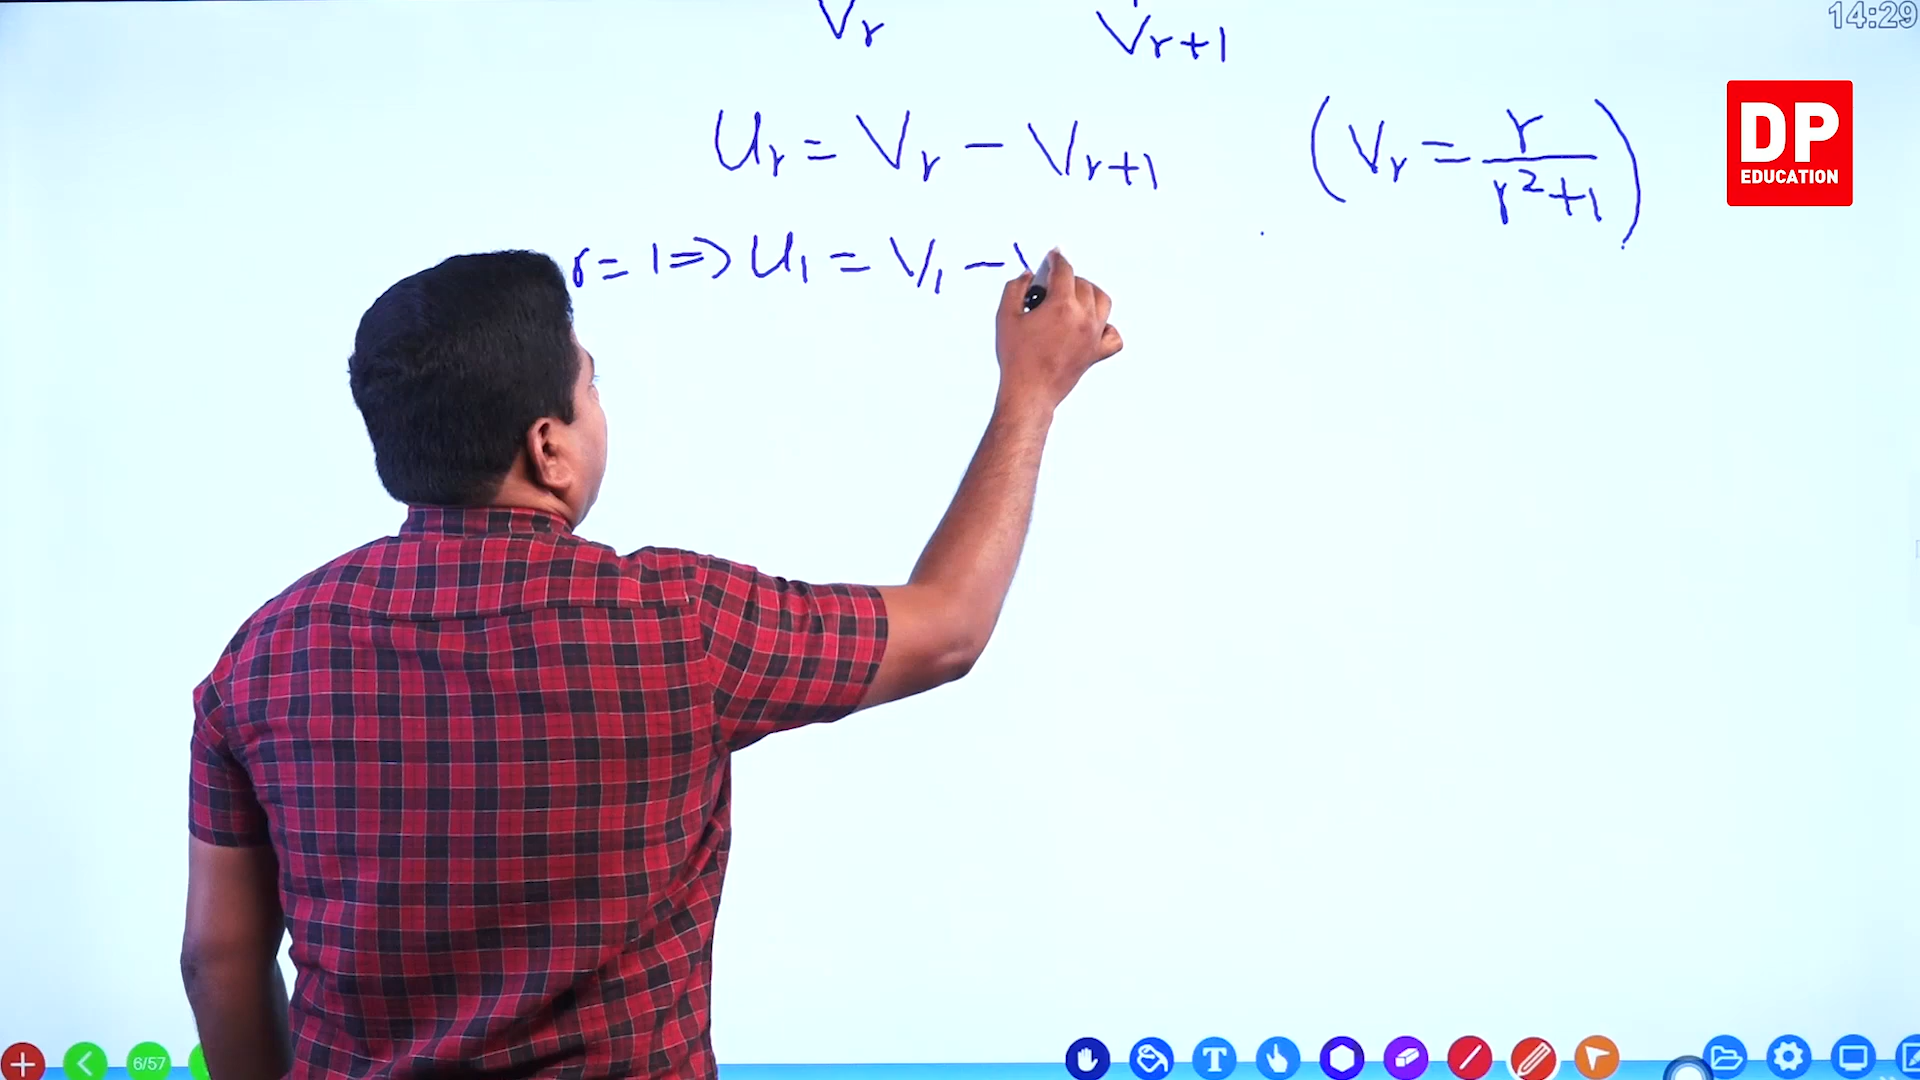 14:29
Vr Vr+1
DP
EDUCATION
Ur = Vr - Vr+1 (Vr = r/(r²+1))
r = 1 => U1 = V1 - V
6/57
T